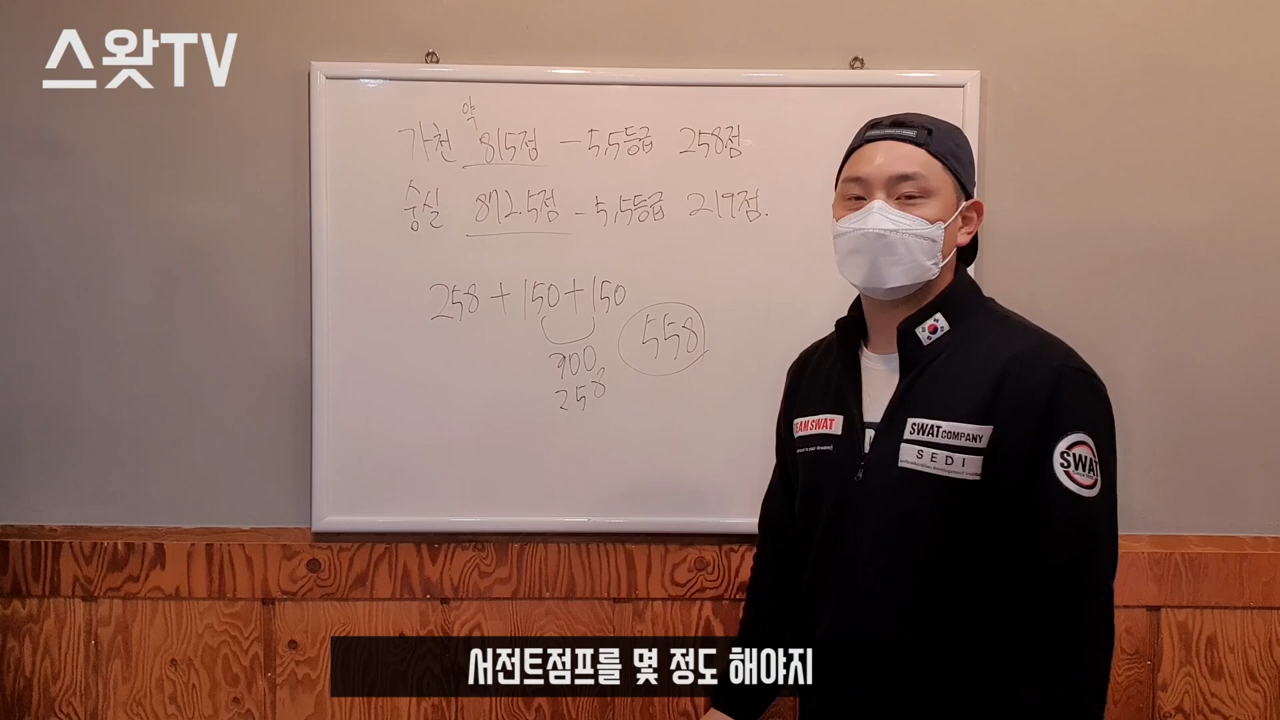 스왓TV
약
가천 815점 - 5,5등급 258점
숭실 872.5점 - 5,5등급 219점.
258 + 150 + 150
558
300
258
TEAMSWAT
SWAT COMPANY
SEDI
SWAT
서전트점프를 몇 정도 해야지